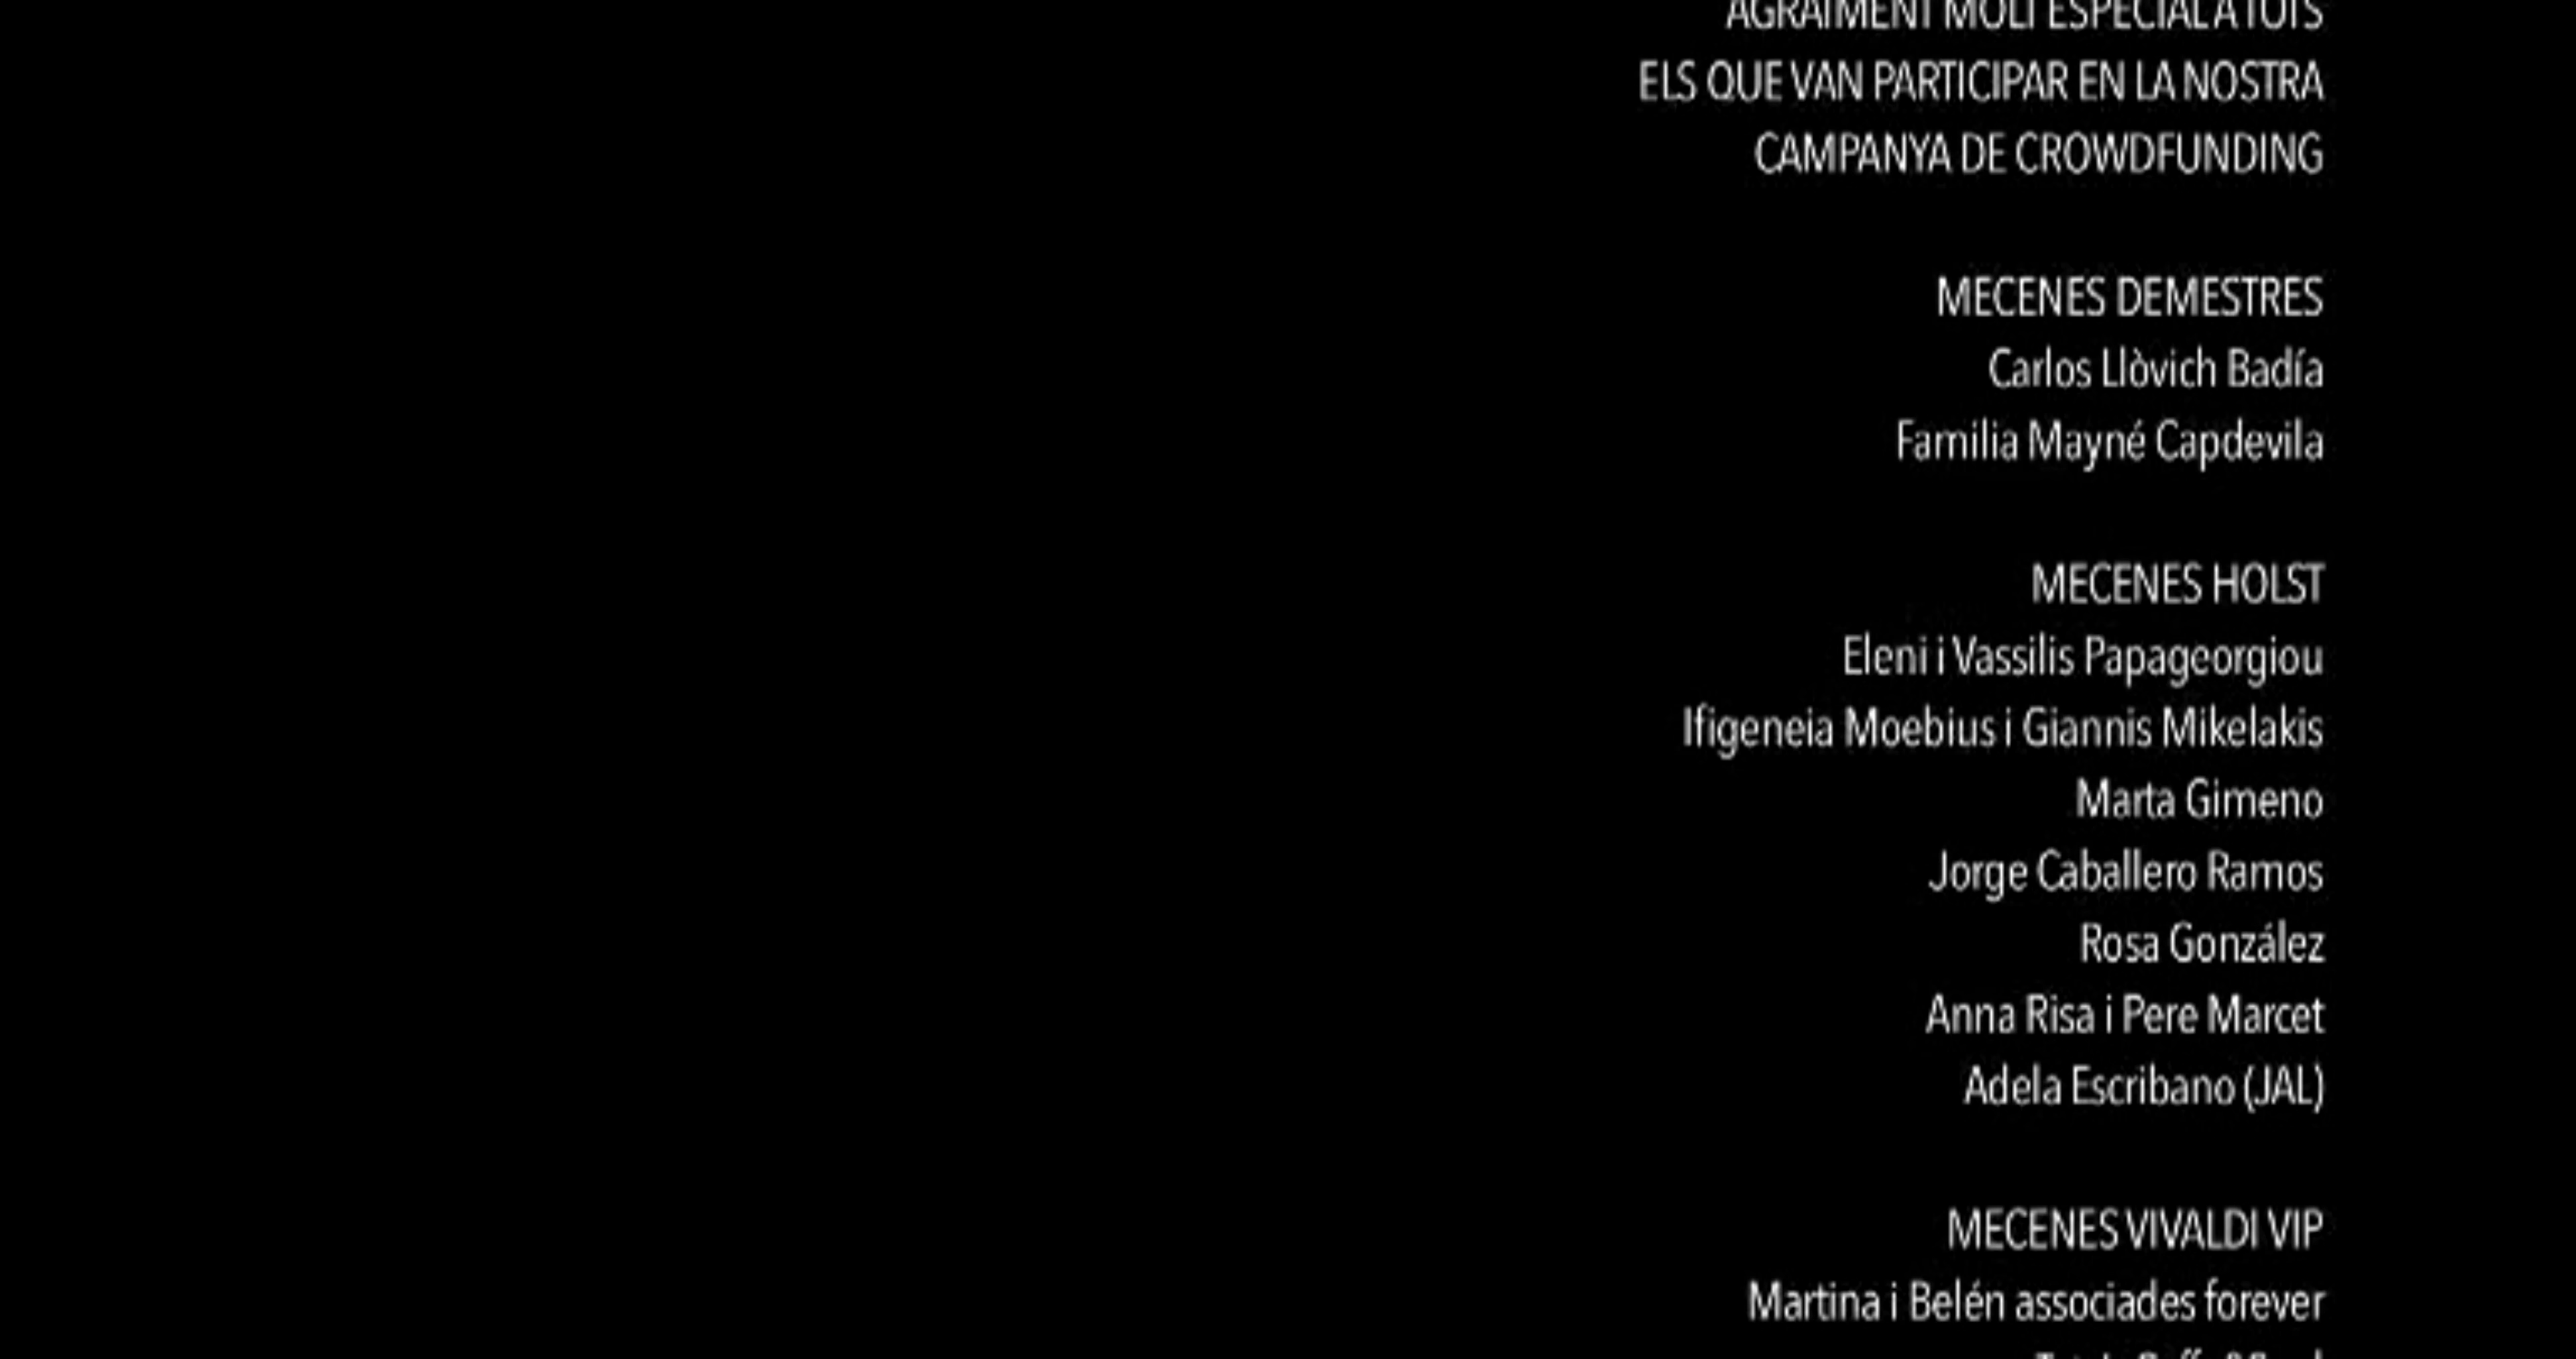 AGRAÏMENT MOLT ESPECIAL A TOTS
ELS QUE VAN PARTICIPAR EN LA NOSTRA
CAMPANYA DE CROWDFUNDING
MECENES DEMESTRES
Carlos Llòvich Badía
Familia Mayné Capdevila
MECENES HOLST
Eleni i Vassilis Papageorgiou
Ifigeneia Moebius i Giannis Mikelakis
Marta Gimeno
Jorge Caballero Ramos
Rosa González
Anna Risa i Pere Marcet
Adela Escribano (JAL)
MECENES VIVALDI VIP
Martina i Belén associades forever